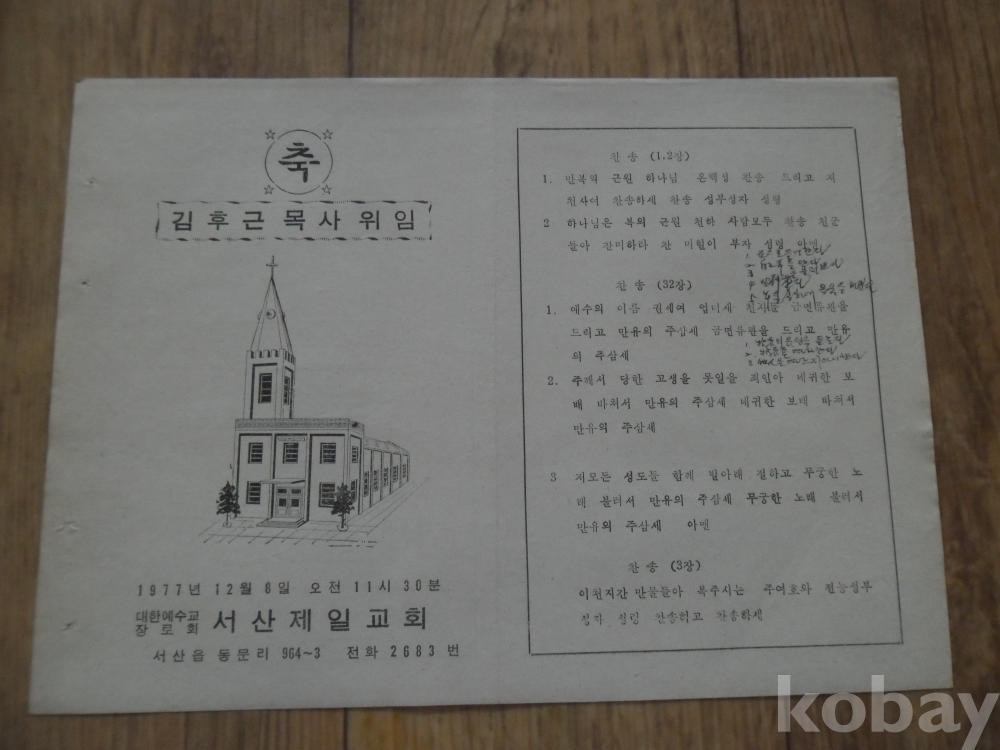 축
김후근목사위임
1977년 12월 8일 오전 11시 30분
대한예수교
장로회 서산제일교회
서산읍 동문리 964~3 전화 2683 번
찬송 (1,2장)
1. 만복의 근원 하나님 온백성 찬송 드리고 저
천사여 찬송하세 찬송 성부성자 성령
2 하나님은 복의 근원 천하 사람모두 찬송 천군
들아 찬미하라 찬 미헐이 부자 성령 아멘
찬송 (32장)
1. 예수의 이름 권세여 엎디세 천사들 금면류관을
드리고 만유의 주삼세 금면류관을 드리고 만유
의 주삼세
2. 주께서 당한 고생을 못잊을 죄인아 네귀한 보
배 바처서 만유의 주삼세 네귀한 보배 바처서
만유의 주삼세
3 저모든 성도들 함께 발아래 절하고 무궁한 노
래 불러서 만유의 주삼세 무궁한 노래 불러서
만유의 주삼세 아멘
찬송 (3장)
이천지간 만물들아 복주시는 주여호와 전능성부
성자 성령 찬송하고 찬송하세
kobay